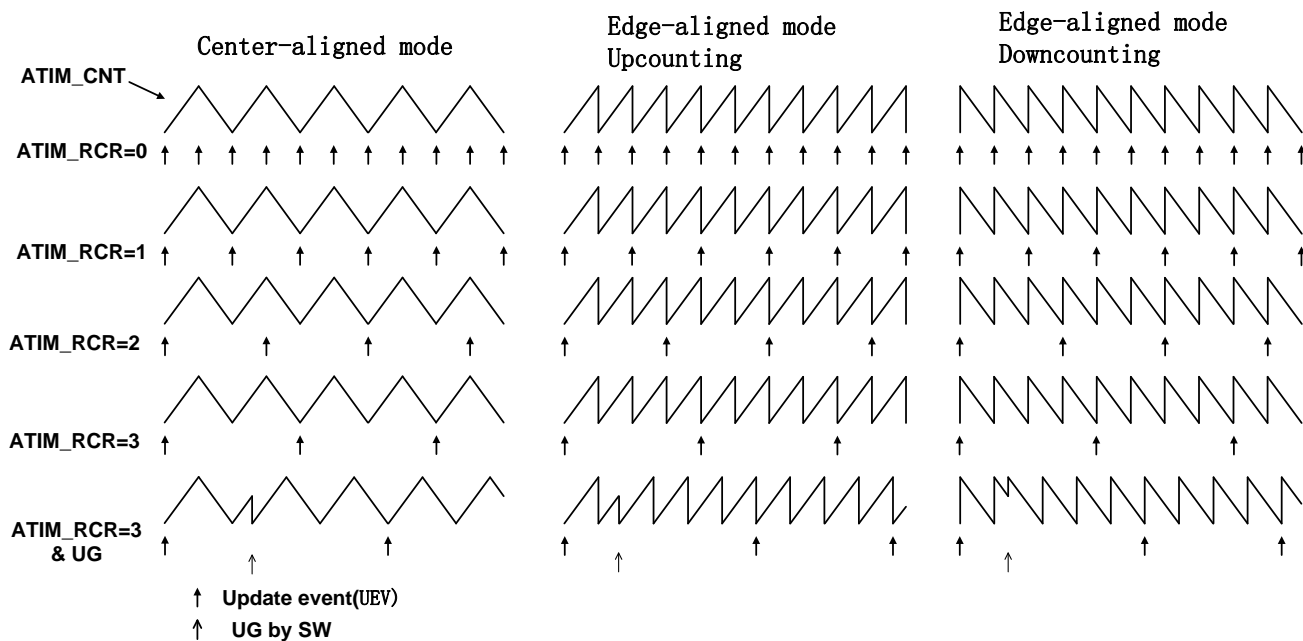 Center-aligned mode
Edge-aligned mode
Upcounting
Edge-aligned mode
Downcounting
ATIM_CNT
ATIM_RCR=0
ATIM_RCR=1
ATIM_RCR=2
ATIM_RCR=3
ATIM_RCR=3
& UG
Update event(UEV)
UG by SW